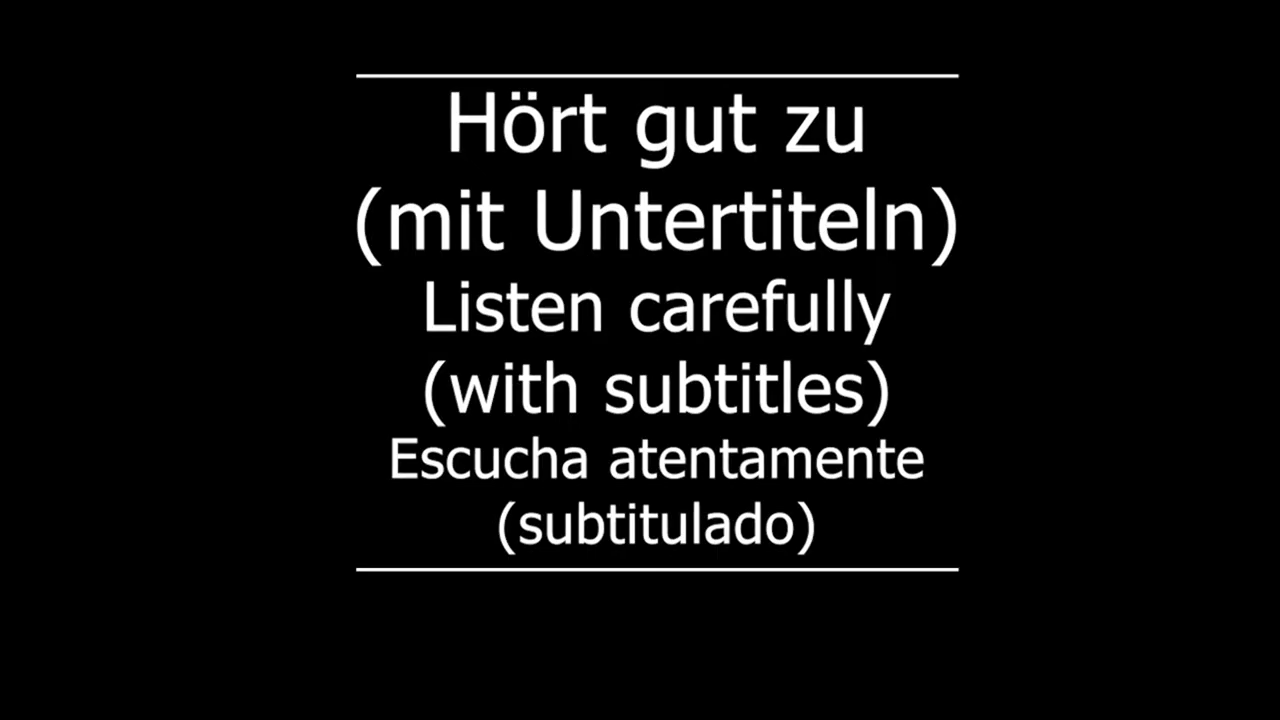 Hört gut zu
(mit Untertiteln)
Listen carefully
(with subtitles)
Escucha atentamente
(subtitulado)